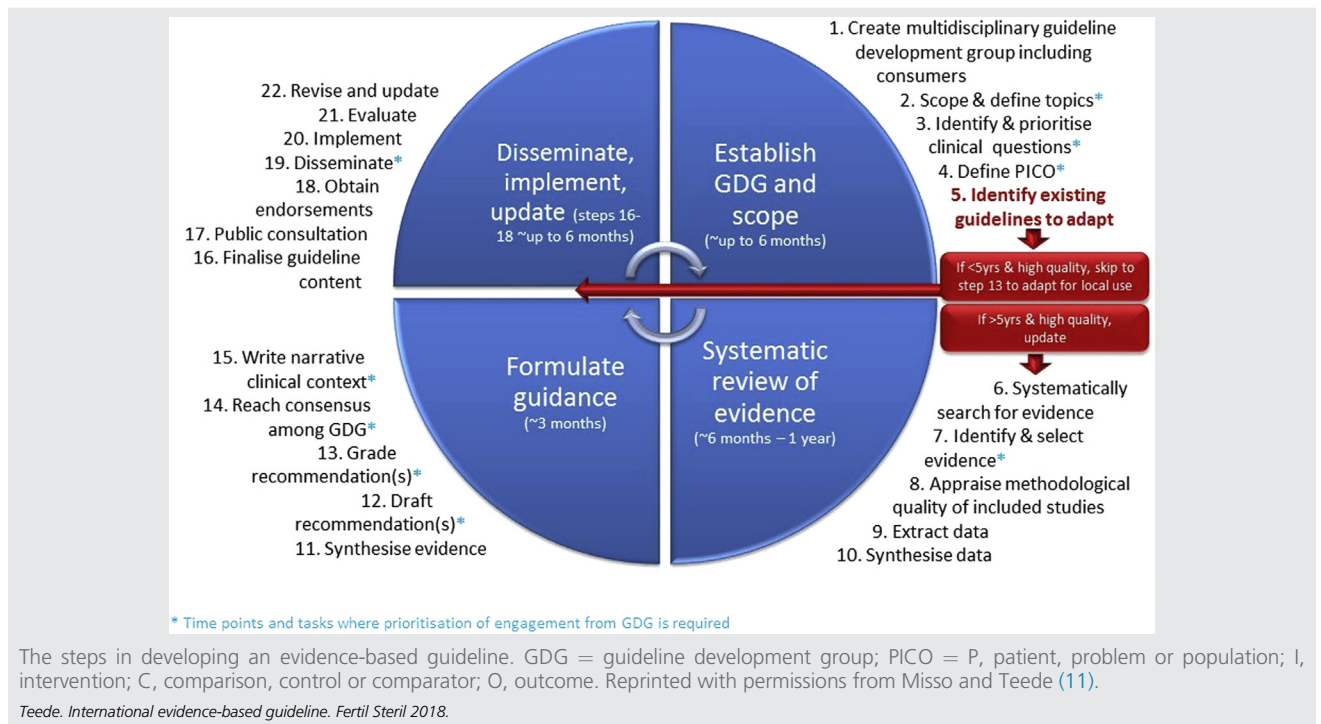 1. Create multidisciplinary guideline
development group including
consumers
2. Scope & define topics*
3. Identify & prioritise
clinical questions*
4. Define PICO*
5. Identify existing
guidelines to adapt
If <5yrs & high quality, skip to
step 13 to adapt for local use
If >5yrs & high quality,
update
6. Systematically
search for evidence
7. Identify & select
evidence*
8. Appraise methodological
quality of included studies
9. Extract data
10. Synthesise data
22. Revise and update
21. Evaluate
20. Implement
19. Disseminate*
18. Obtain
endorsements
17. Public consultation
16. Finalise guideline
content
15. Write narrative
clinical context*
14. Reach consensus
among GDG*
13. Grade
recommendation(s)*
12. Draft
recommendation(s)*
11. Synthesise evidence
Disseminate,
implement,
update (steps 16-
18 ~up to 6 months)
Establish
GDG and
scope
(~up to 6 months)
Formulate
guidance
(~3 months)
Systematic
review of
evidence
(~6 months – 1 year)
* Time points and tasks where prioritisation of engagement from GDG is required
The steps in developing an evidence-based guideline. GDG = guideline development group; PICO = P, patient, problem or population; I,
intervention; C, comparison, control or comparator; O, outcome. Reprinted with permissions from Misso and Teede (11).
Teede. International evidence-based guideline. Fertil Steril 2018.